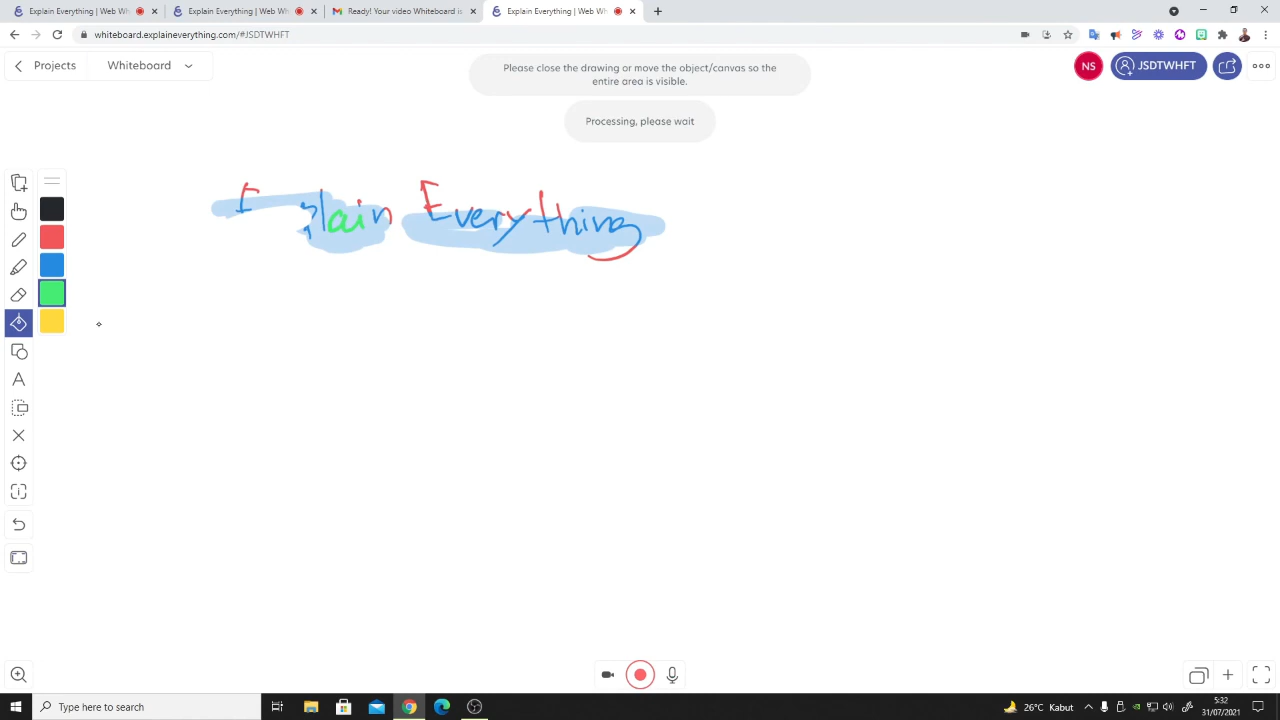 Explain Everything | Web Wh
Explain Everything | Web Wh
Ready! Your video Whiteboard is
Explain Everything | Web Wh
whiteboard.explaineverything.com/#JSDTWHFT
Projects
Whiteboard
Please close the drawing or move the object/canvas so the
entire area is visible.
NS
JSDTWHFT
Processing, please wait
plain Everything
A
Type here to search
26°C Kabut
5:32
31/07/2021